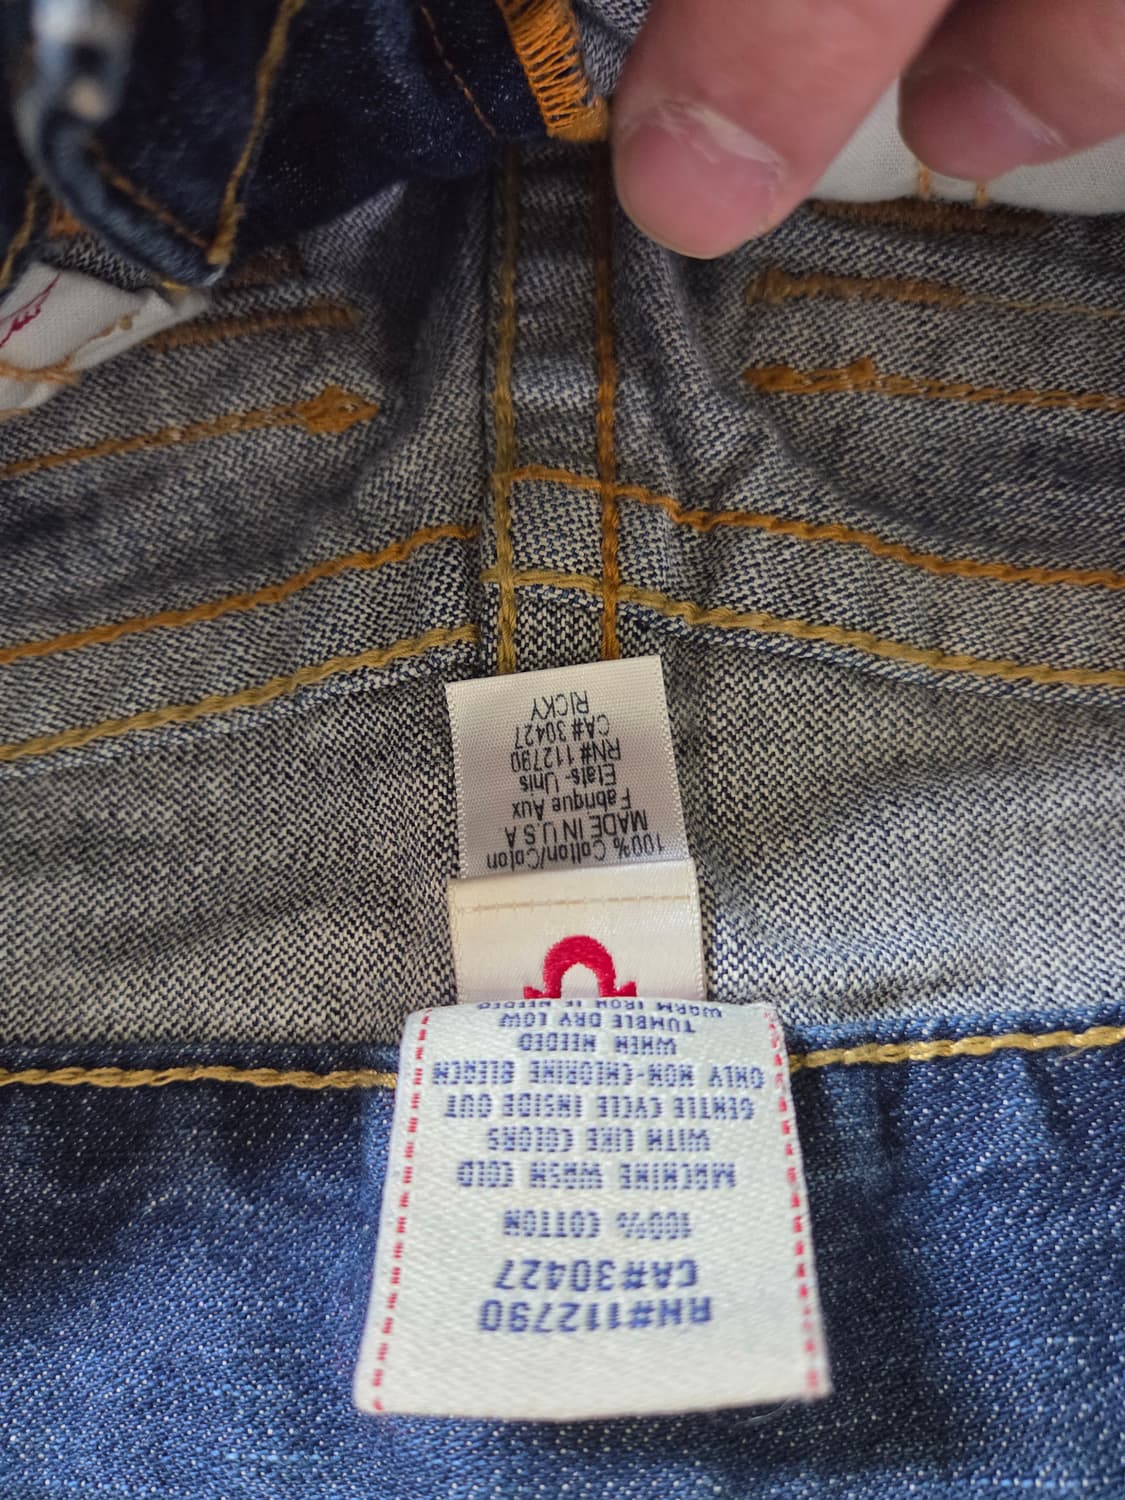 RN#112790
CA#30427
100% COTTON
MACHINE WASH COLD
WITH LIKE COLORS
GENTLE CYCLE INSIDE OUT
ONLY NON-CHLORINE BLEACH
WHEN NEEDED
TUMBLE DRY LOW
WARM IRON IF NEEDED
100% Cotton/Coton
MADE IN U S A
Fabrique Aux
Etats- Unis
RN# 112790
CA# 30427
RICKY